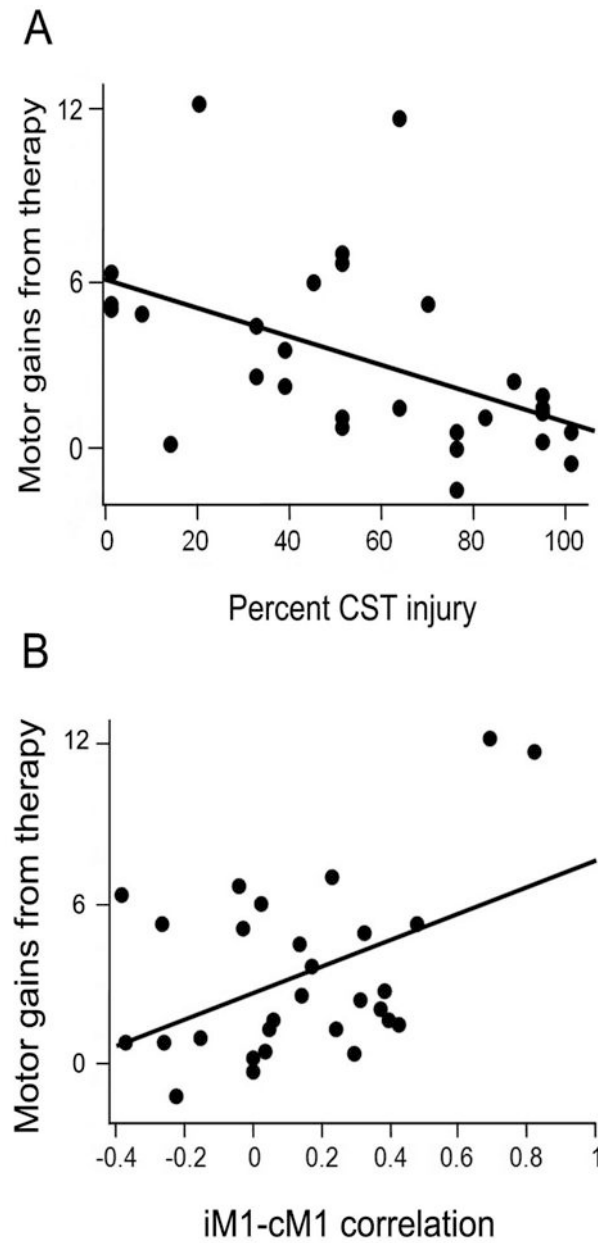 A
Motor gains from therapy
12
6
0
0 20 40 60 80 100
Percent CST injury
B
Motor gains from therapy
12
6
0
-0.4 -0.2 0 0.2 0.4 0.6 0.8 1
iM1-cM1 correlation